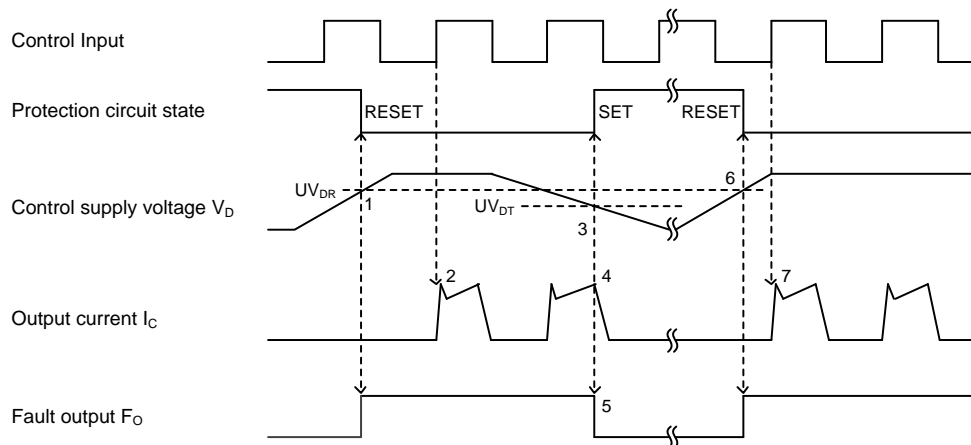 Control Input
Protection circuit state
RESET
SET
RESET
UVDR
1
6
Control supply voltage VD
UVDT
3
2
4
7
Output current IC
5
Fault output FO